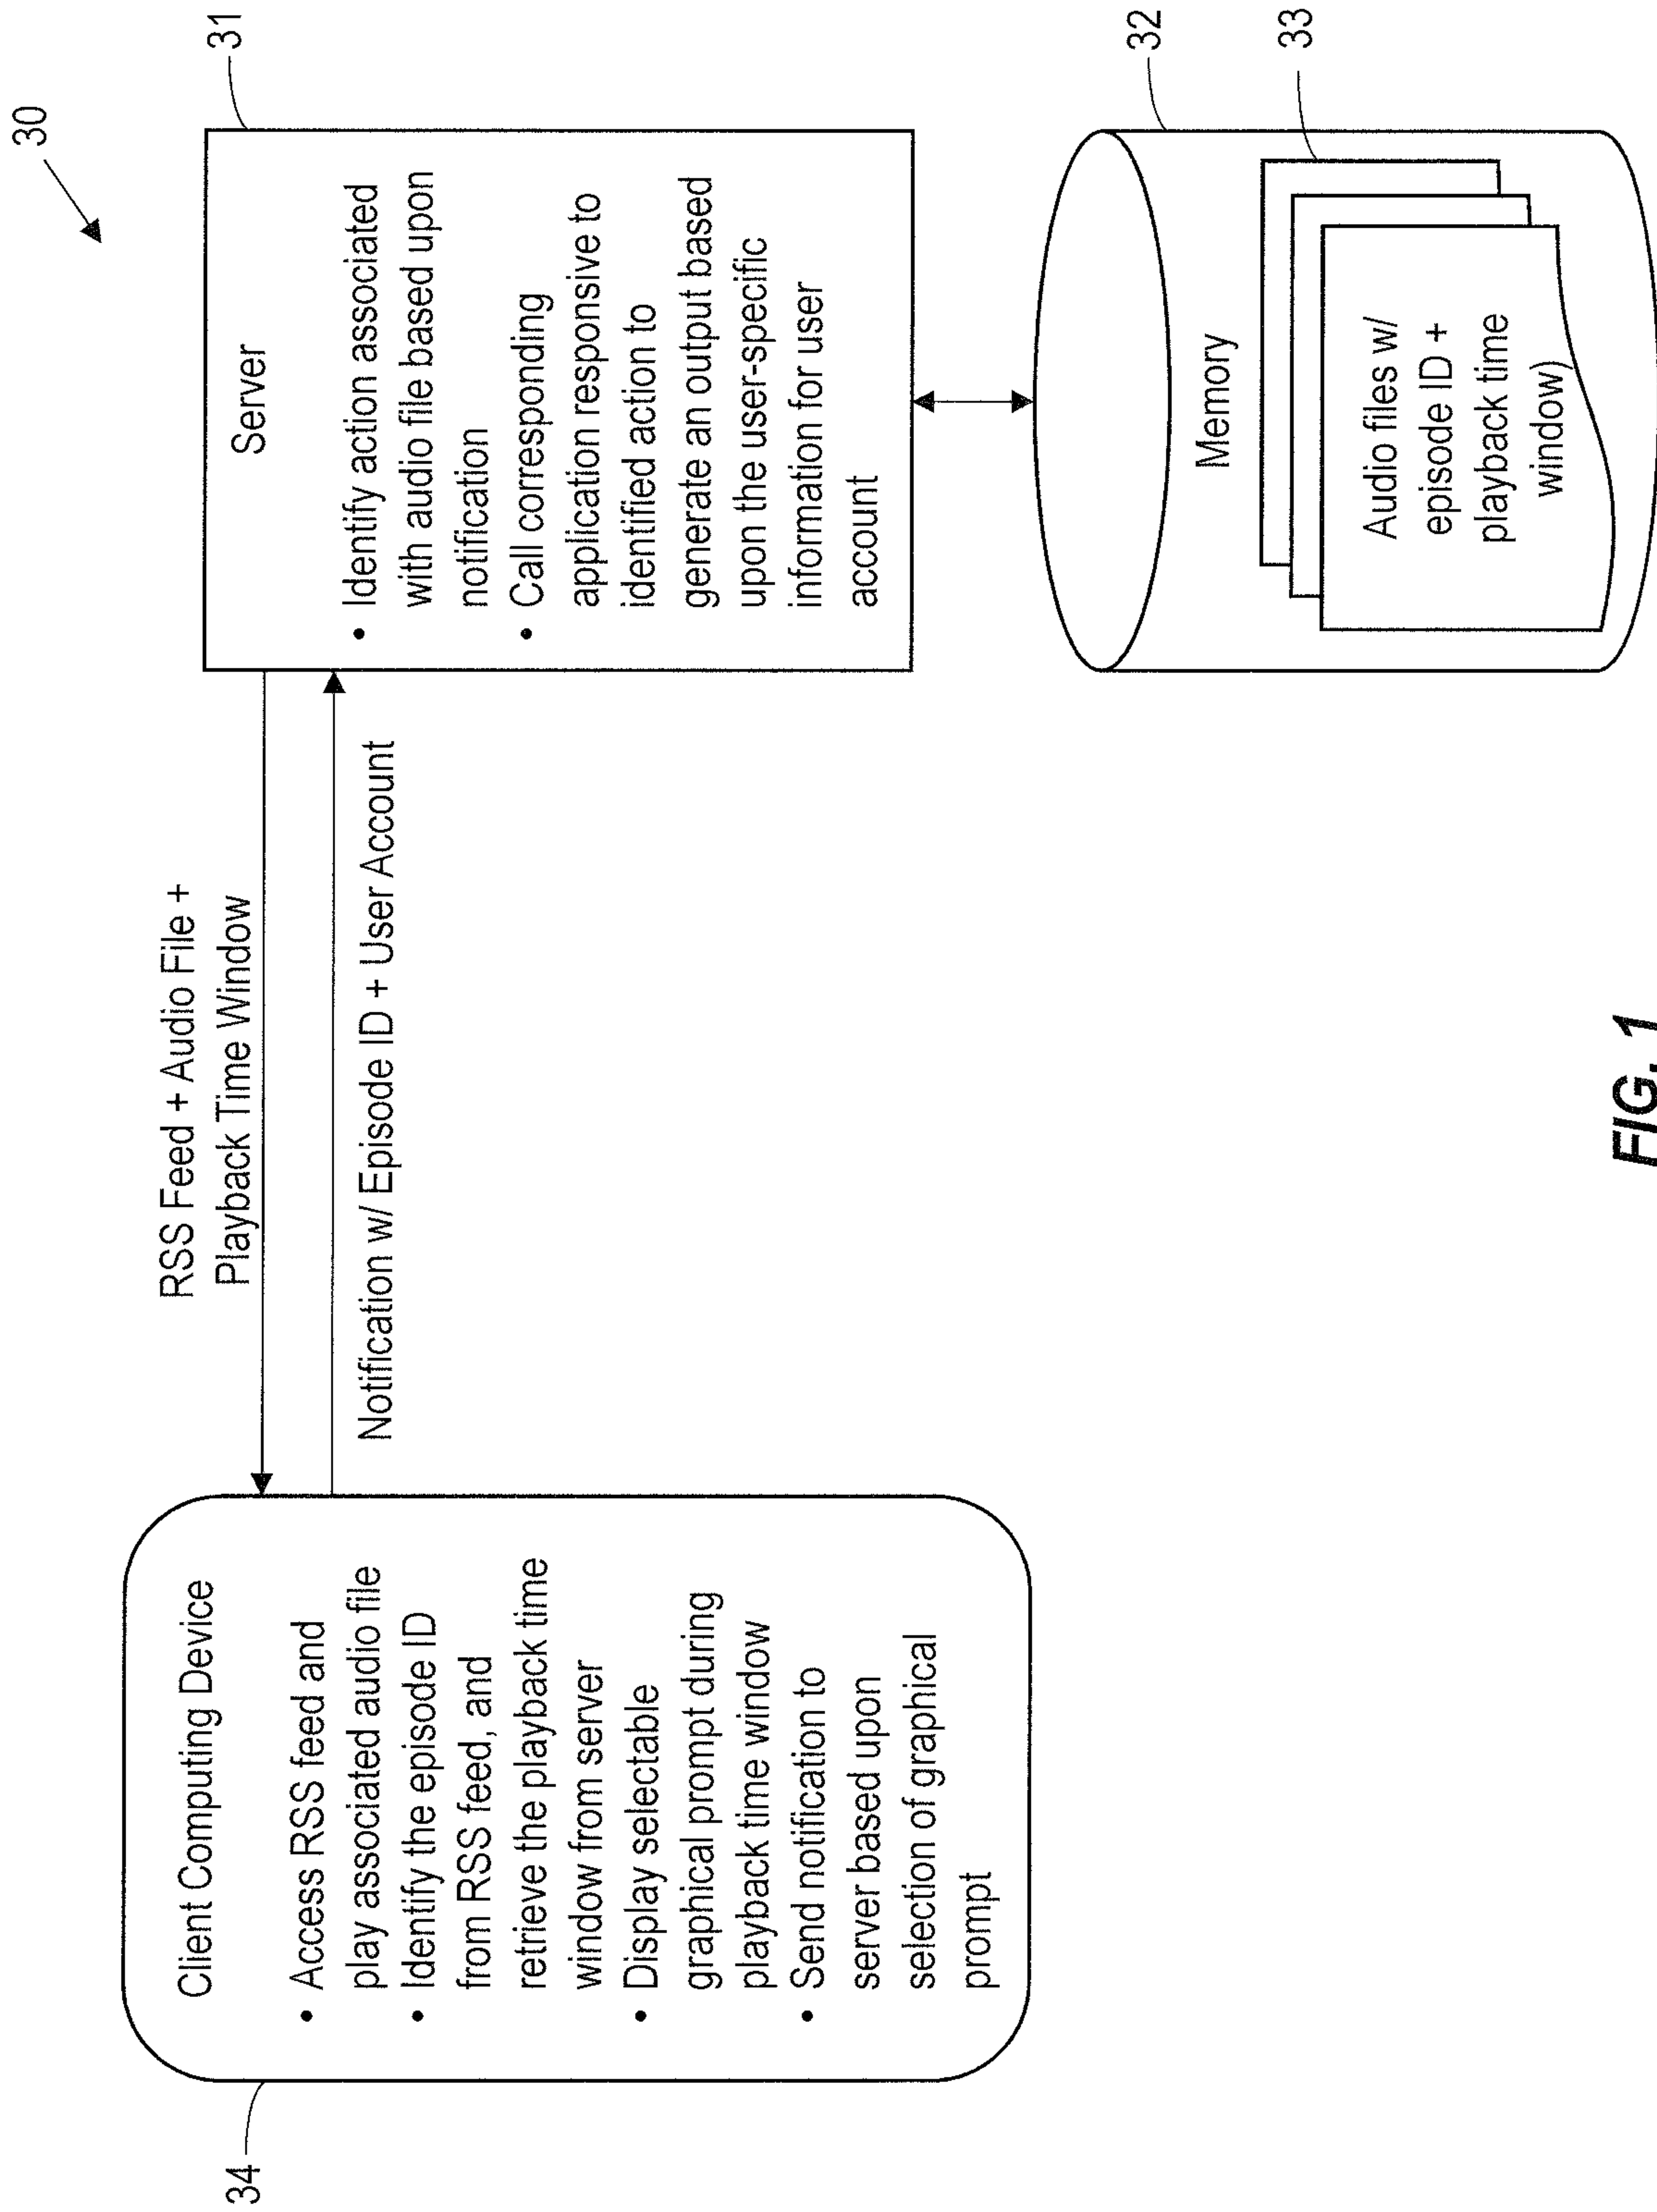 30
RSS Feed + Audio File +
Playback Time Window
Notification w/ Episode ID + User Account
34
Client Computing Device
• Access RSS feed and
play associated audio file
• Identify the episode ID
from RSS feed, and
retrieve the playback time
window from server
• Display selectable
graphical prompt during
playback time window
• Send notification to
server based upon
selection of graphical
prompt
31
Server
• Identify action associated
with audio file based upon
notification
• Call corresponding
application responsive to
identified action to
generate an output based
upon the user-specific
information for user
account
32
Memory
33
Audio files w/
episode ID +
playback time
window)
FIG. 1